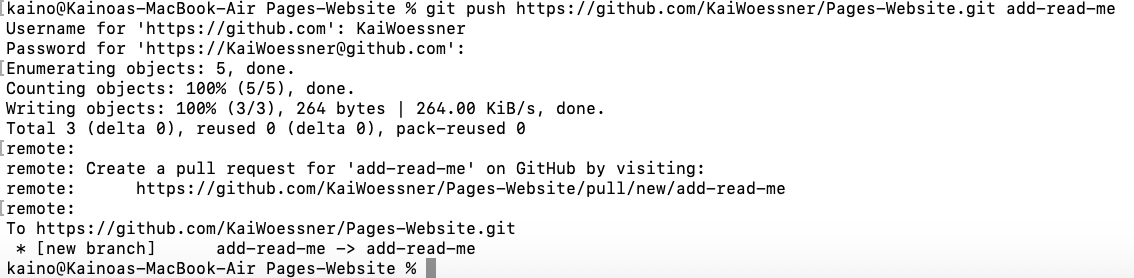 [kaino@Kainoas-MacBook-Air Pages-Website % git push https://github.com/KaiWoessner/Pages-Website.git add-read-me
Username for 'https://github.com': KaiWoessner
Password for 'https://KaiWoessner@github.com':
[Enumerating objects: 5, done.
Counting objects: 100% (5/5), done.
Writing objects: 100% (3/3), 264 bytes | 264.00 KiB/s, done.
Total 3 (delta 0), reused 0 (delta 0), pack-reused 0
[remote:
remote: Create a pull request for 'add-read-me' on GitHub by visiting:
remote:      https://github.com/KaiWoessner/Pages-Website/pull/new/add-read-me
[remote:
To https://github.com/KaiWoessner/Pages-Website.git
 * [new branch]      add-read-me -> add-read-me
kaino@Kainoas-MacBook-Air Pages-Website %